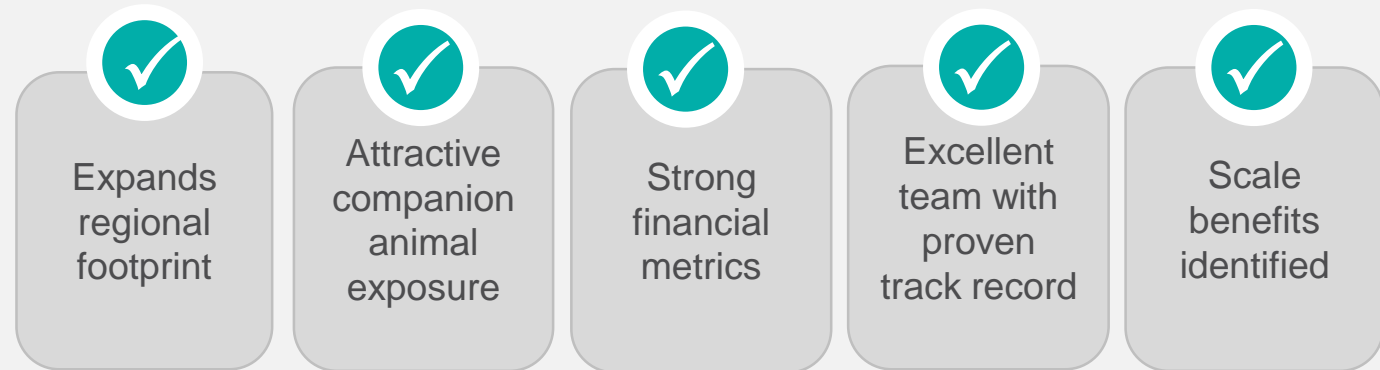 Expands
regional
footprint
Attractive
companion
animal
exposure
Strong
financial
metrics
Excellent
team with
proven
track record
Scale
benefits
identified